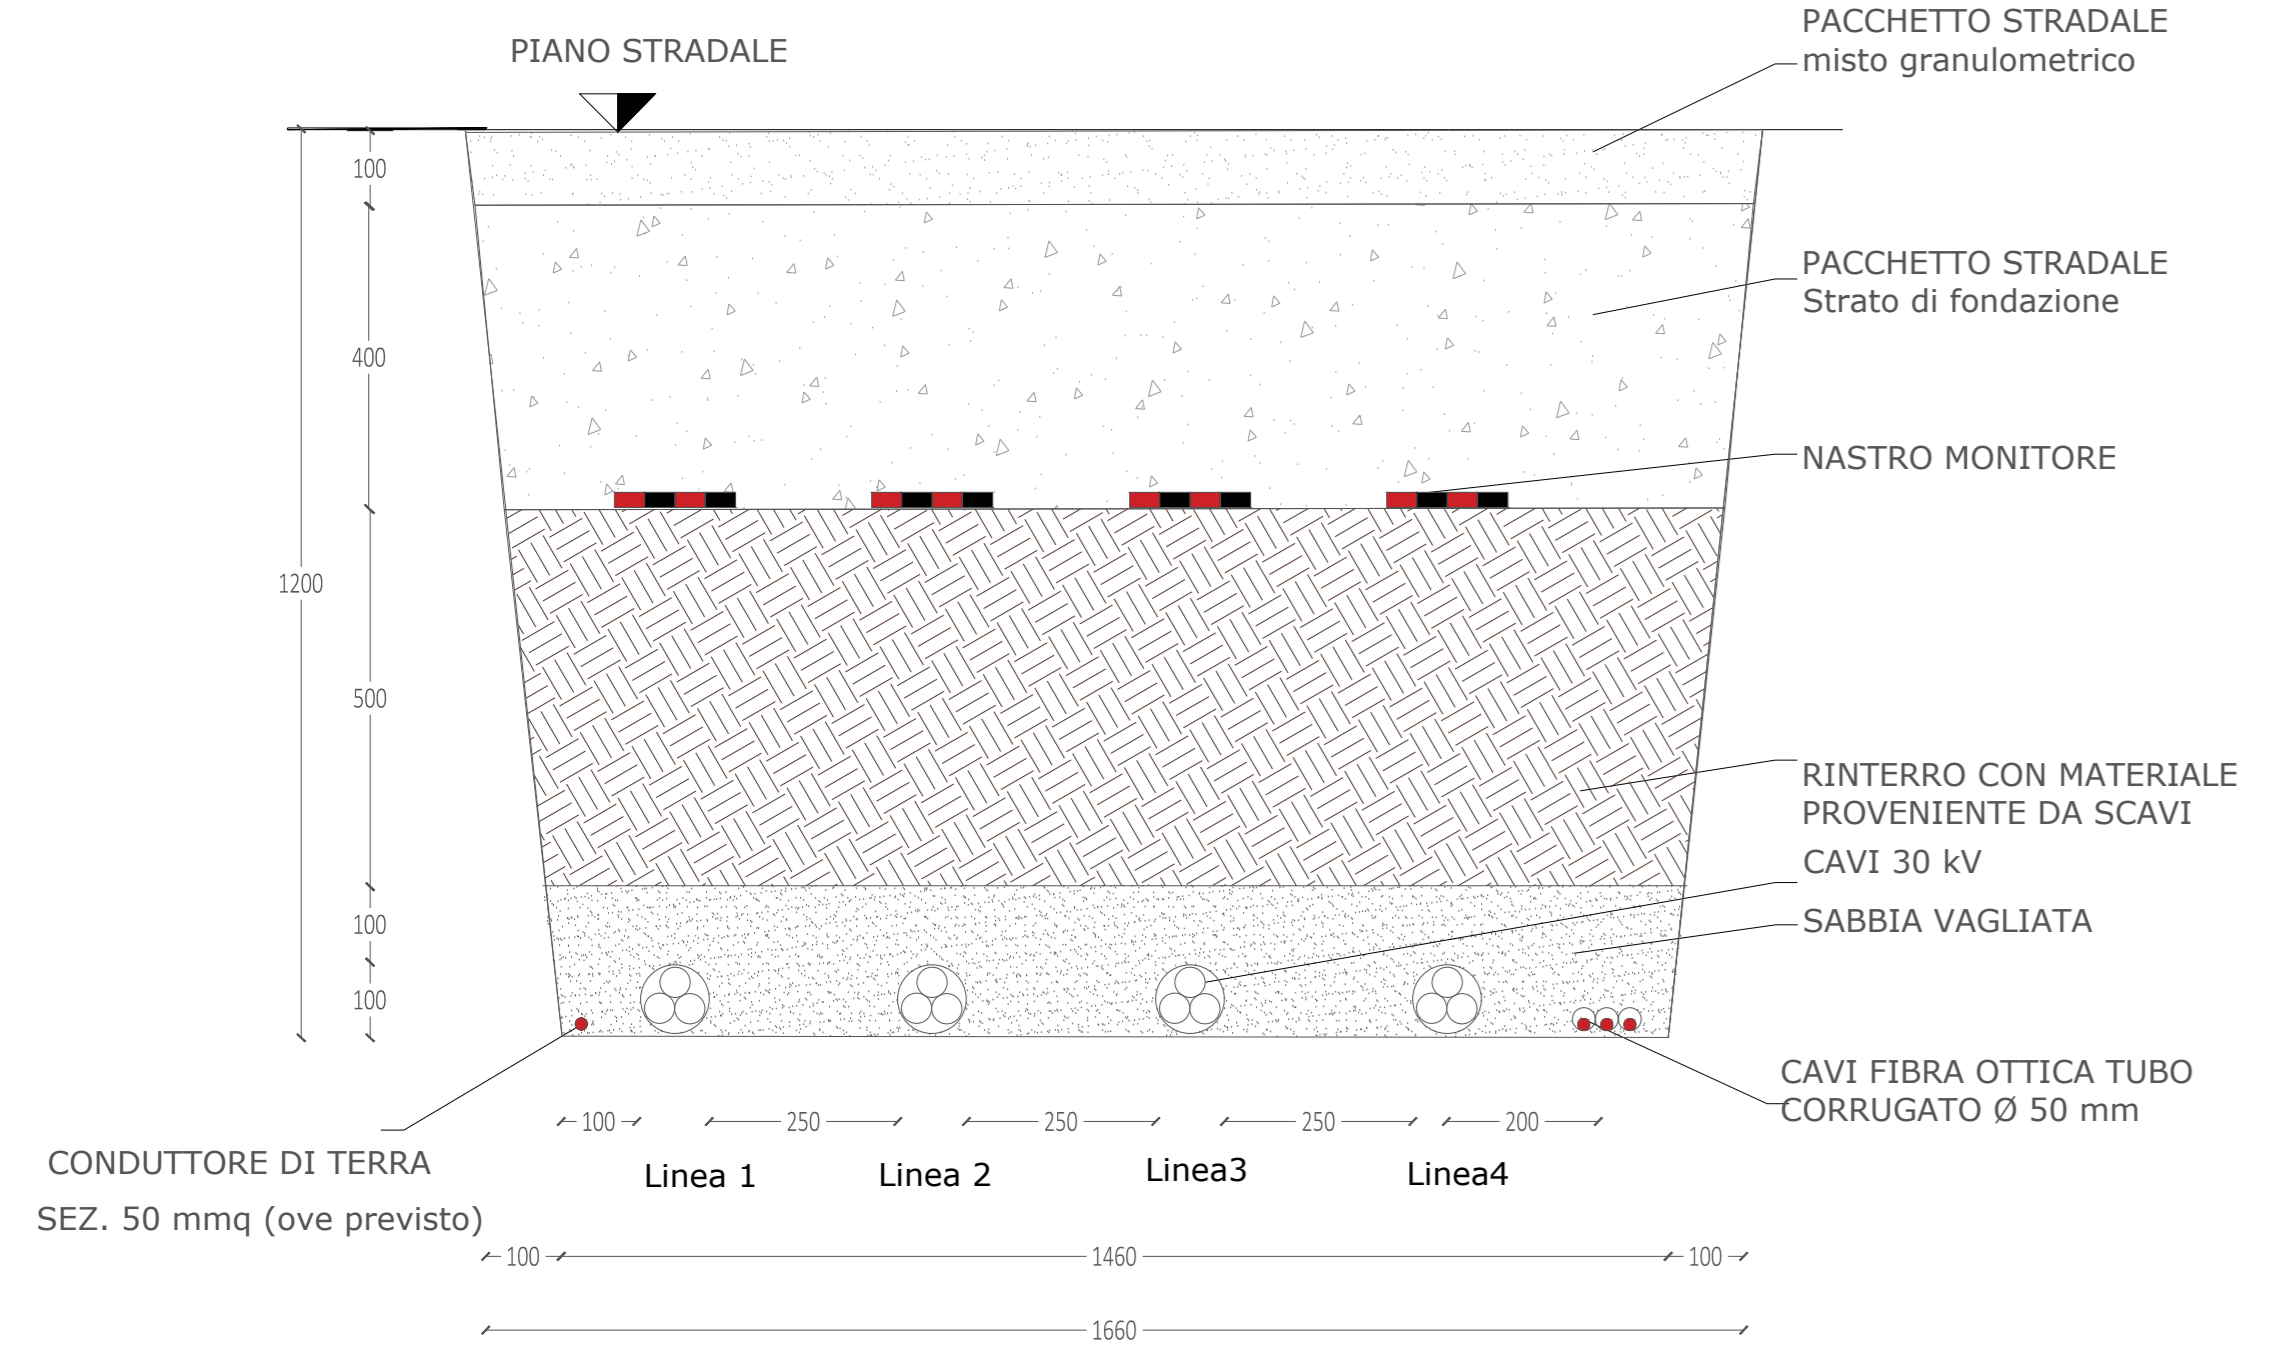 PACCHETTO STRADALE
misto granulometrico
PIANO STRADALE
100
PACCHETTO STRADALE
Strato di fondazione
400
NASTRO MONITORE
1200
500
RINTERRO CON MATERIALE
PROVENIENTE DA SCAVI
CAVI 30 kV
SABBIA VAGLIATA
100
100
CAVI FIBRA OTTICA TUBO
CORRUGATO Ø 50 mm
100 250 250 250 200
CONDUTTORE DI TERRA
SEZ. 50 mmq (ove previsto)
Linea 1 Linea 2 Linea3 Linea4
100 1460 100
1660